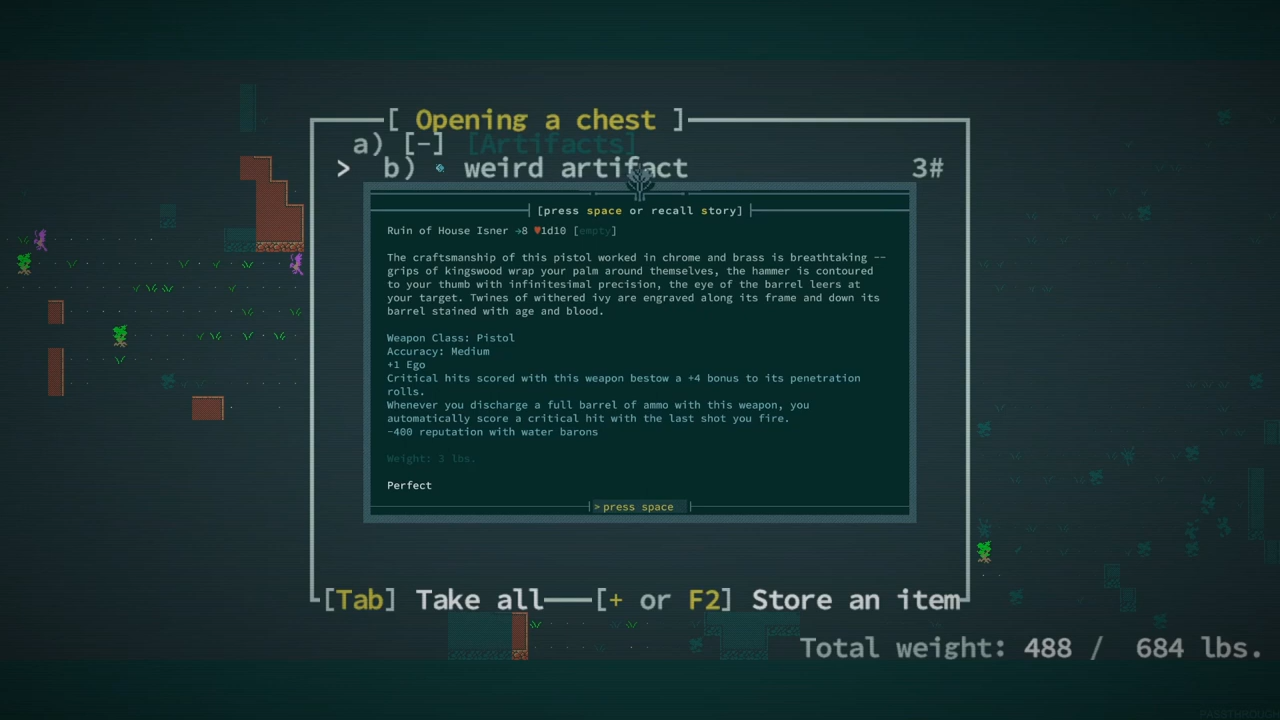 [ Opening a chest ]
a) [-] [Artifacts]
> b) weird artifact 3#
[press space or recall story]
Ruin of House Isner →8 ♥1d10 [empty]
The craftsmanship of this pistol worked in chrome and brass is breathtaking --
grips of kingswood wrap your palm around themselves, the hammer is contoured
to your thumb with infinitesimal precision, the eye of the barrel leers at
your target. Twines of withered ivy are engraved along its frame and down its
barrel stained with age and blood.
Weapon Class: Pistol
Accuracy: Medium
+1 Ego
Critical hits scored with this weapon bestow a +4 bonus to its penetration
rolls.
Whenever you discharge a full barrel of ammo with this weapon, you
automatically score a critical hit with the last shot you fire.
-400 reputation with water barons
Weight: 3 lbs.
Perfect
>press space
[Tab] Take all [+ or F2] Store an item
Total weight: 488 / 684 lbs.